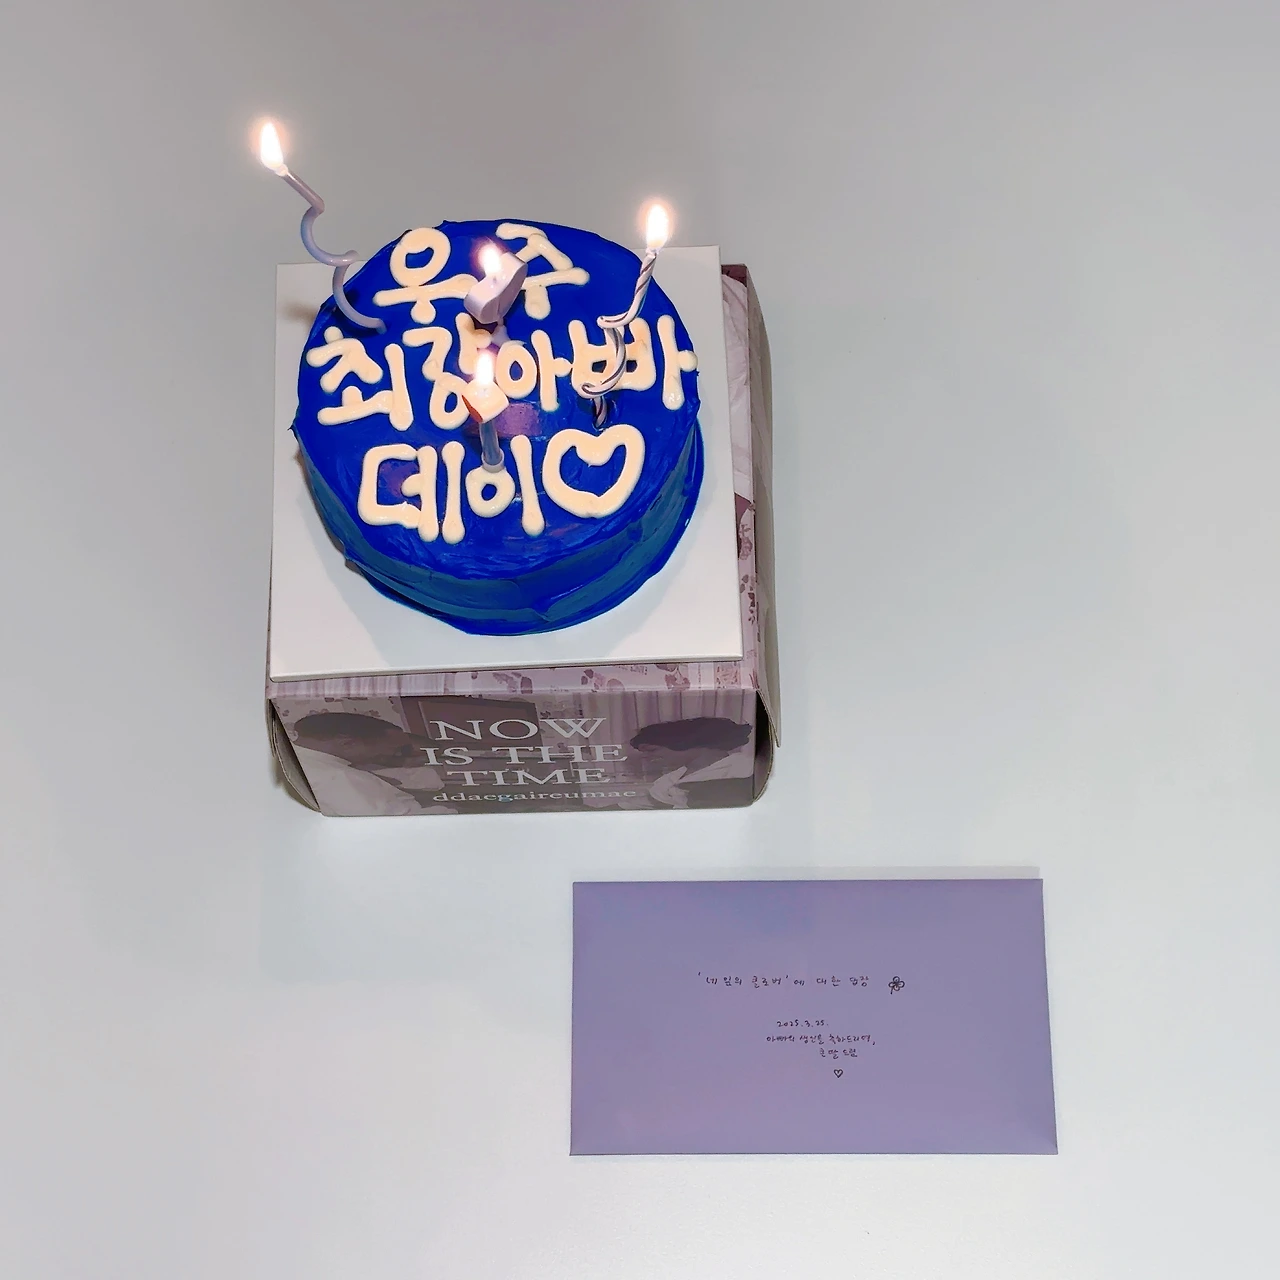 우주
최강아빠
데이♡
NOW
IS THE
TIME
ddaegaireumae
'네잎의 클로버'에 대한 답장
2025.3.25.
아빠의 생신을 축하드리며,
큰 딸 드림
♡